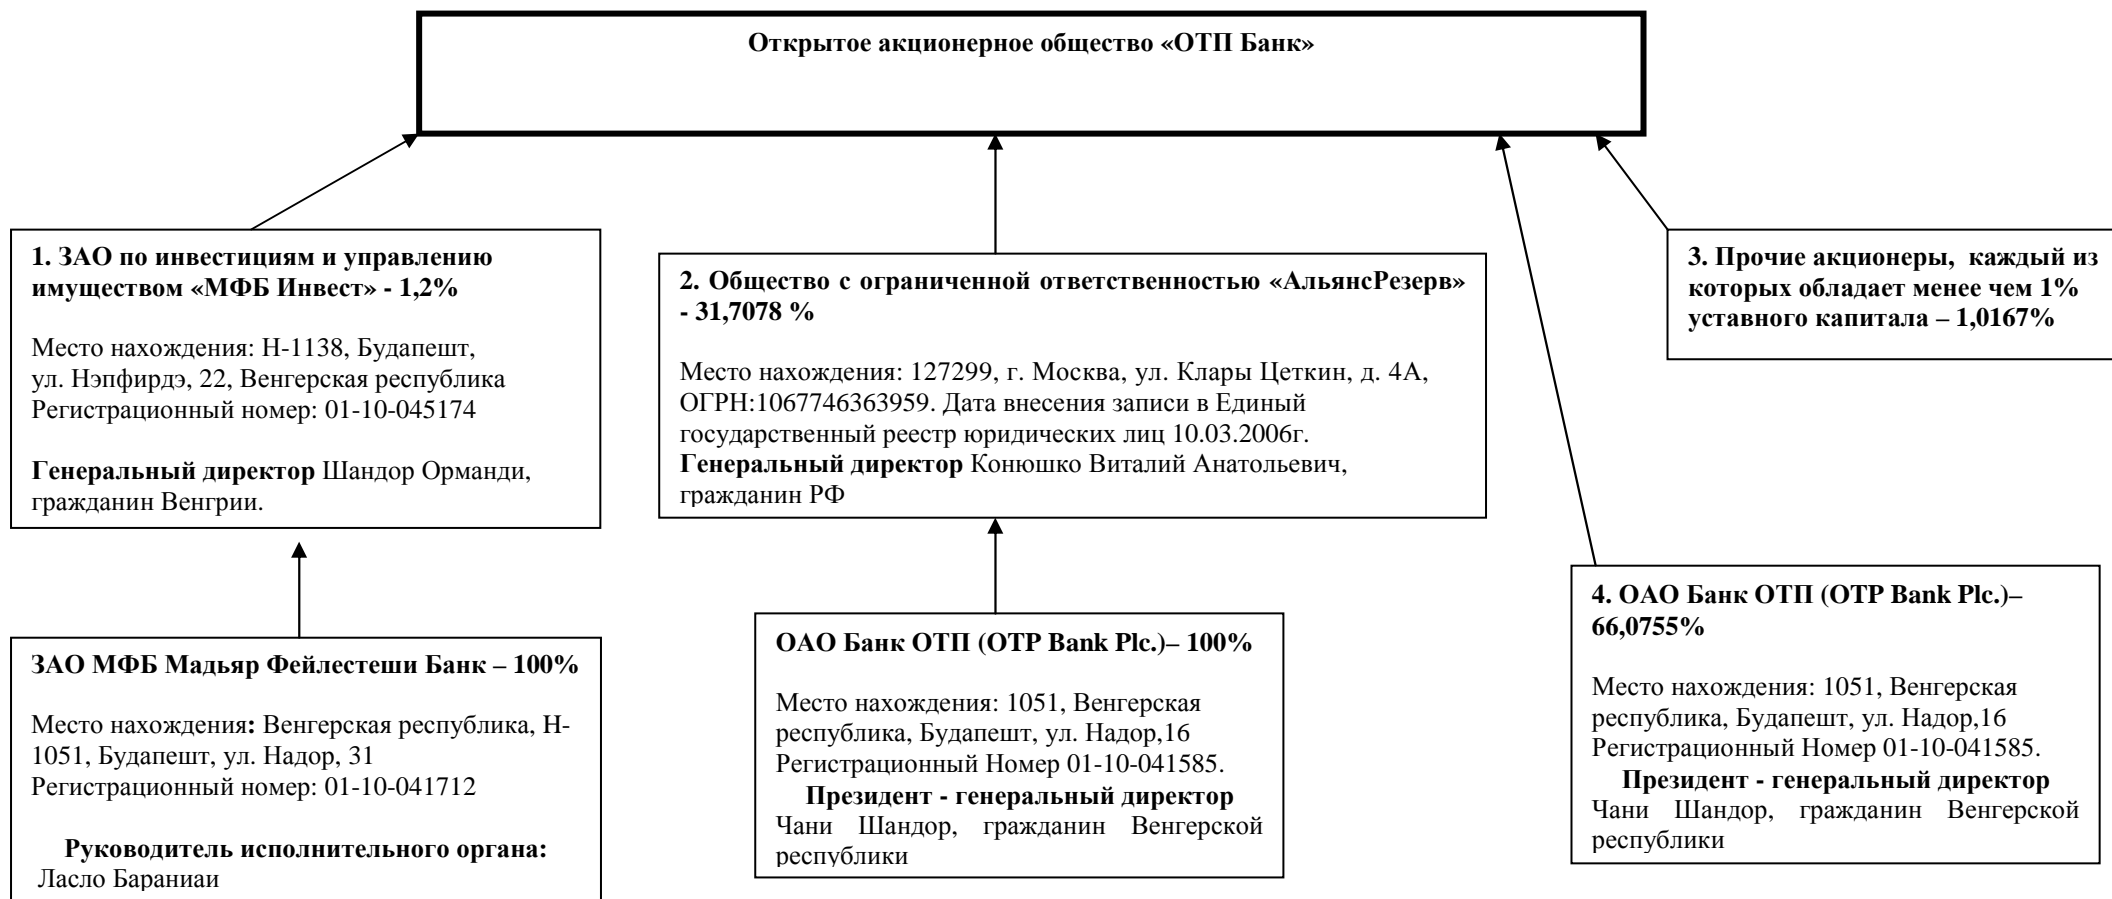 Открытое акционерное общество «ОТП Банк»
1. ЗАО по инвестициям и управлению
имуществом «МФБ Инвест» - 1,2%
Место нахождения: Н-1138, Будапешт,
ул. Нэпфирдэ, 22, Венгерская республика
Регистрационный номер: 01-10-045174
Генеральный директор Шандор Орманди,
гражданин Венгрии.
2. Общество с ограниченной ответственностью «АльянсРезерв»
- 31,7078 %
Место нахождения: 127299, г. Москва, ул. Клары Цеткин, д. 4А,
ОГРН:1067746363959. Дата внесения записи в Единый
государственный реестр юридических лиц 10.03.2006г.
Генеральный директор Конюшко Виталий Анатольевич,
гражданин РФ
3. Прочие акционеры, каждый из
которых обладает менее чем 1%
уставного капитала – 1,0167%
ЗАО МФБ Мадьяр Фейлестеши Банк – 100%
Место нахождения: Венгерская республика, Н-
1051, Будапешт, ул. Надор, 31
Регистрационный номер: 01-10-041712
Руководитель исполнительного органа:
Ласло Бараниаи
ОАО Банк ОТП (OTP Bank Plc.)– 100%
Место нахождения: 1051, Венгерская
республика, Будапешт, ул. Надор,16
Регистрационный Номер 01-10-041585.
Президент - генеральный директор
Чани Шандор, гражданин Венгерской
республики
4. ОАО Банк ОТП (OTP Bank Plc.)–
66,0755%
Место нахождения: 1051, Венгерская
республика, Будапешт, ул. Надор,16
Регистрационный Номер 01-10-041585.
Президент - генеральный директор
Чани Шандор, гражданин Венгерской
республики